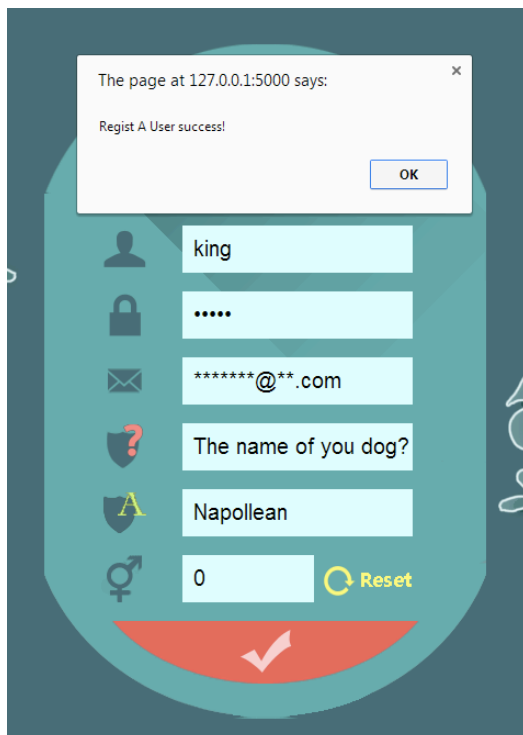 The page at 127.0.0.1:5000 says:
×
Regist A User success!
OK
king
•••••
*******@**.com
?
The name of you dog?
A
Napollean
0
Reset